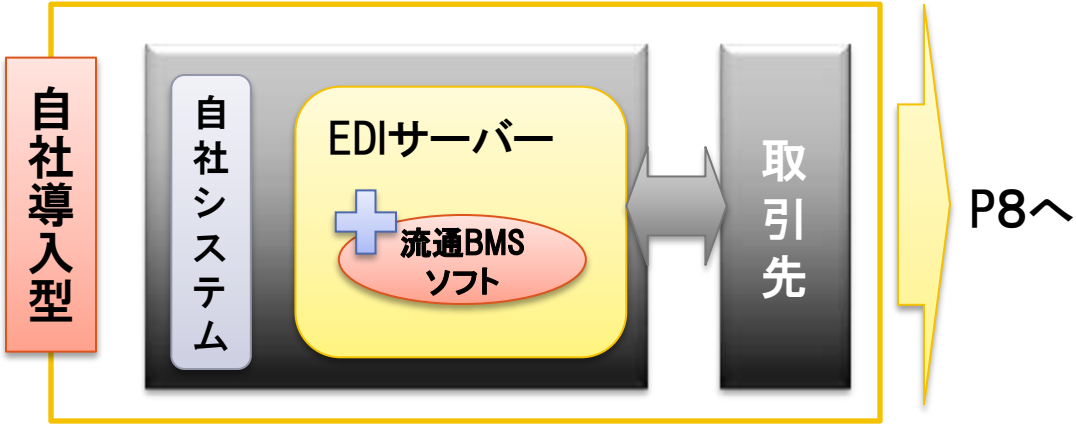 自社導入型
自社システム
EDIサーバー
流通BMS
ソフト
取引先
P8へ